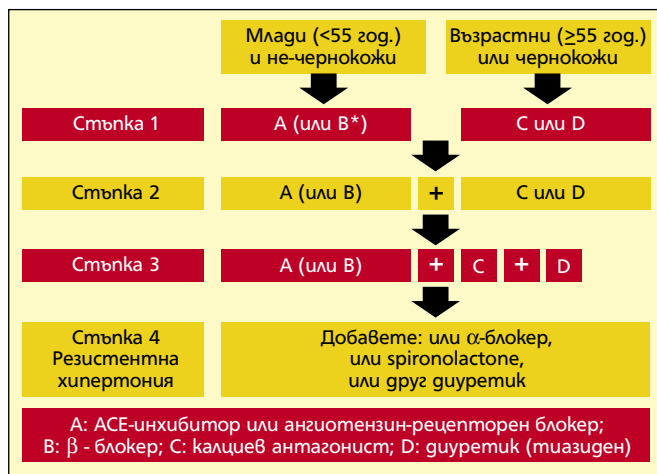 Млади (<55 год.)
и не-чернокожи
Възрастни (≥55 год.)
или чернокожи
Стъпка 1
А (или В*)
С или D
Стъпка 2
А (или В)
+
С или D
Стъпка 3
А (или В)
+
С
+
D
Стъпка 4
Резистентна
хипертония
Добавете: или α-блокер,
или spironolactone,
или друг диуретик
А: АСЕ-инхибитор или ангиотензин-рецепторен блокер;
В: β - блокер; С: калциев антагонист; D: диуретик (тиазиден)